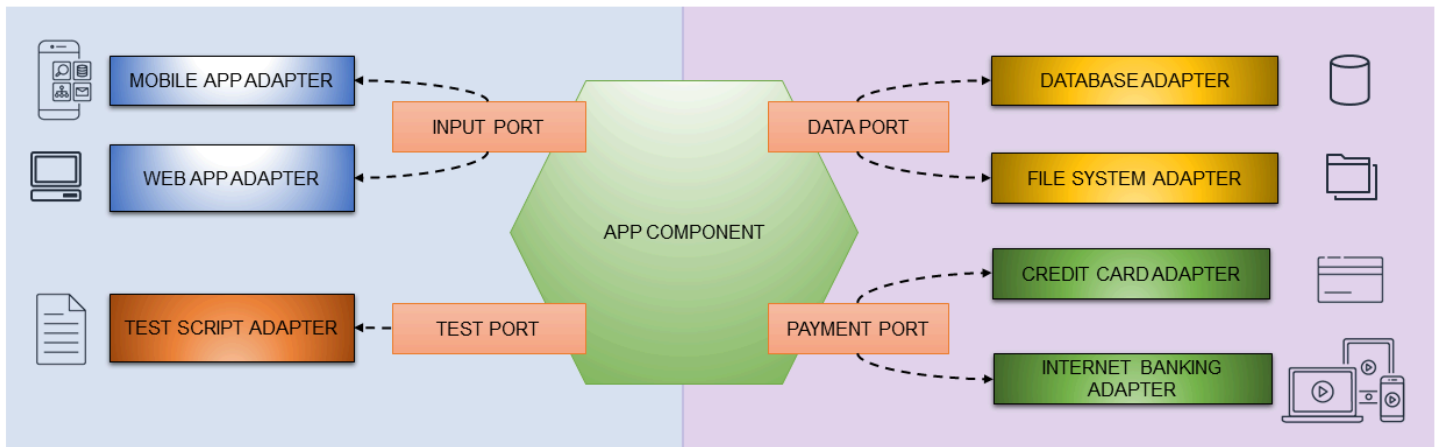 MOBILE APP ADAPTER
INPUT PORT
WEB APP ADAPTER
TEST SCRIPT ADAPTER
TEST PORT
APP COMPONENT
DATA PORT
DATABASE ADAPTER
FILE SYSTEM ADAPTER
PAYMENT PORT
CREDIT CARD ADAPTER
INTERNET BANKING
ADAPTER